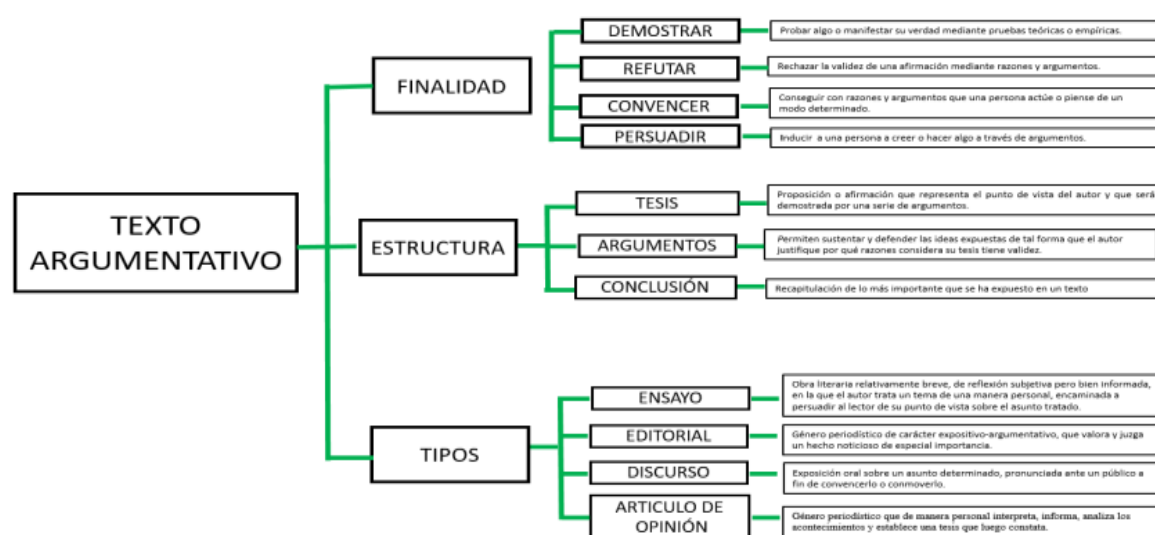 TEXTO
ARGUMENTATIVO
FINALIDAD
DEMOSTRAR
Probar algo o manifestar su verdad mediante pruebas teóricas o empíricas.
REFUTAR
Rechazar la validez de una afirmación mediante razones y argumentos.
CONVENCER
Conseguir con razones y argumentos que una persona actúe o piense de un
modo determinado.
PERSUADIR
Inducir a una persona a creer o hacer algo a través de argumentos.
ESTRUCTURA
TESIS
Proposición o afirmación que representa el punto de vista del autor y que será
demostrada por una serie de argumentos.
ARGUMENTOS
Permiten sustentar y defender las ideas expuestas de tal forma que el autor
justifique por qué razones considera su tesis tiene validez.
CONCLUSIÓN
Recapitulación de lo más importante que se ha expuesto en un texto
TIPOS
ENSAYO
Obra literaria relativamente breve, de reflexión subjetiva pero bien informada,
en la que el autor trata un tema de una manera personal, encaminada a
persuadir al lector de su punto de vista sobre el asunto tratado.
EDITORIAL
Género periodístico de carácter expositivo-argumentativo, que valora y juzga
un hecho noticioso de especial importancia.
DISCURSO
Exposición oral sobre un asunto determinado, pronunciada ante un público a
fin de convencerlo o conmoverlo.
ARTICULO DE
OPINIÓN
Género periodístico que de manera personal interpreta, informa, analiza los
acontecimientos y establece una tesis que luego constata.